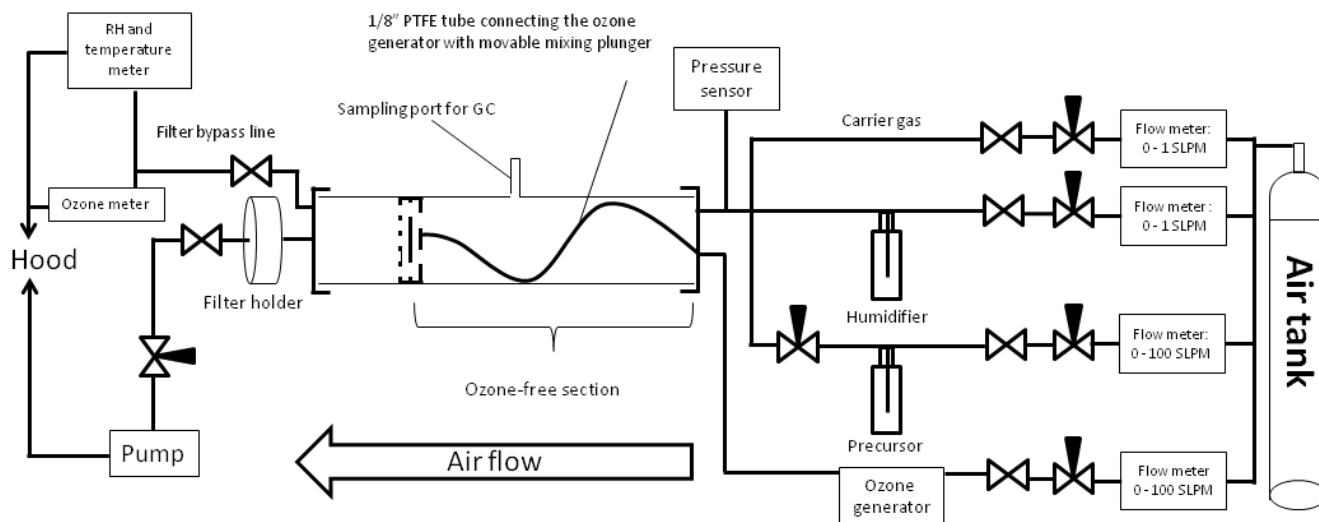 RH and
temperature
meter
1/8” PTFE tube connecting the ozone
generator with movable mixing plunger
Pressure
sensor
Sampling port for GC
Filter bypass line
Carrier gas
Flow meter:
0 - 1 SLPM
Flow meter :
0 - 1 SLPM
Ozone meter
Hood
Filter holder
Humidifier
Air tank
Flow meter:
0 - 100 SLPM
Ozone-free section
Precursor
Pump
Air flow
Ozone
generator
Flow meter
0 - 100 SLPM